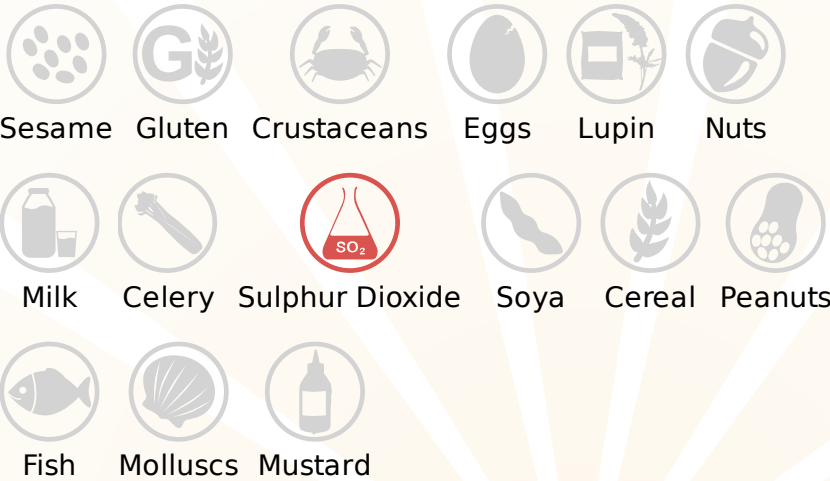 G
Sesame Gluten Crustaceans Eggs Lupin Nuts
SO₂
Milk Celery Sulphur Dioxide Soya Cereal Peanuts
Fish Molluscs Mustard